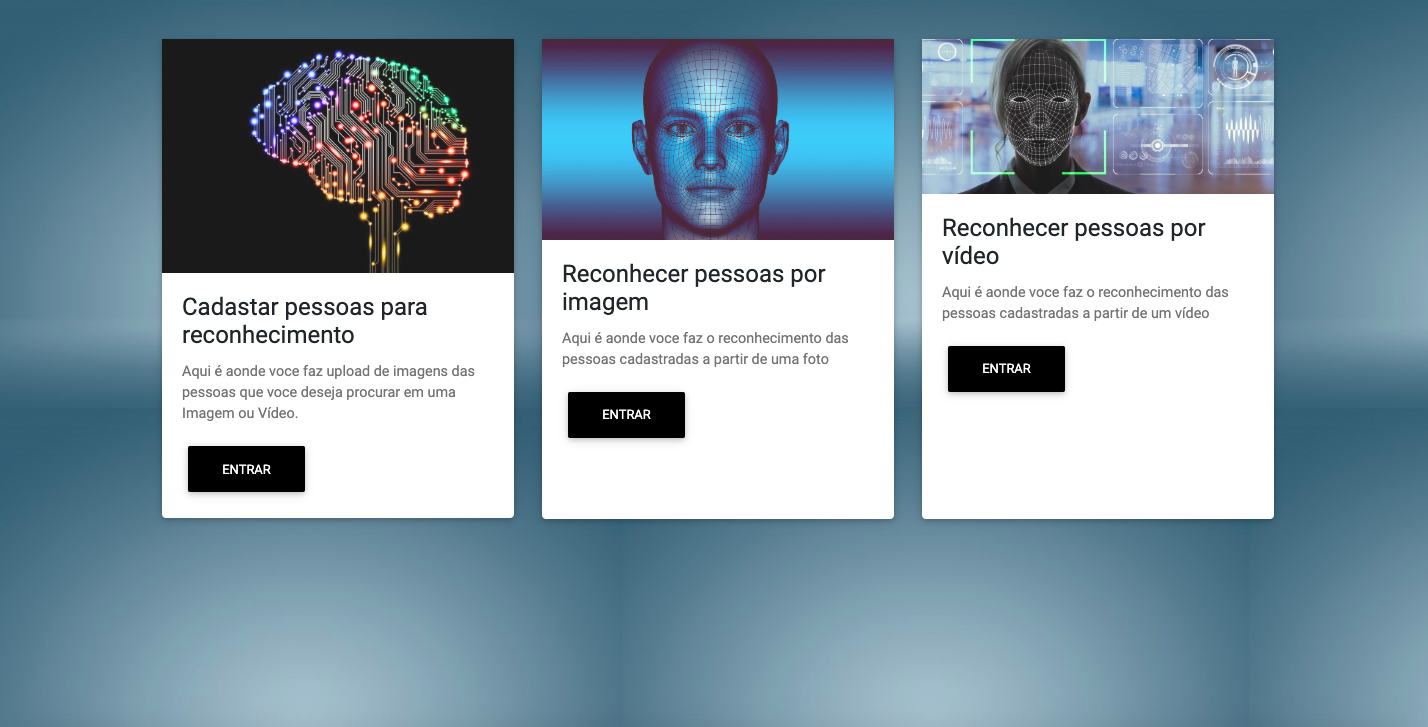 Cadastar pessoas para
reconhecimento
Aqui é aonde voce faz upload de imagens das
pessoas que voce deseja procurar em uma
Imagem ou Vídeo.
ENTRAR
Reconhecer pessoas por
imagem
Aqui é aonde voce faz o reconhecimento das
pessoas cadastradas a partir de uma foto
ENTRAR
Reconhecer pessoas por
vídeo
Aqui é aonde voce faz o reconhecimento das
pessoas cadastradas a partir de um vídeo
ENTRAR